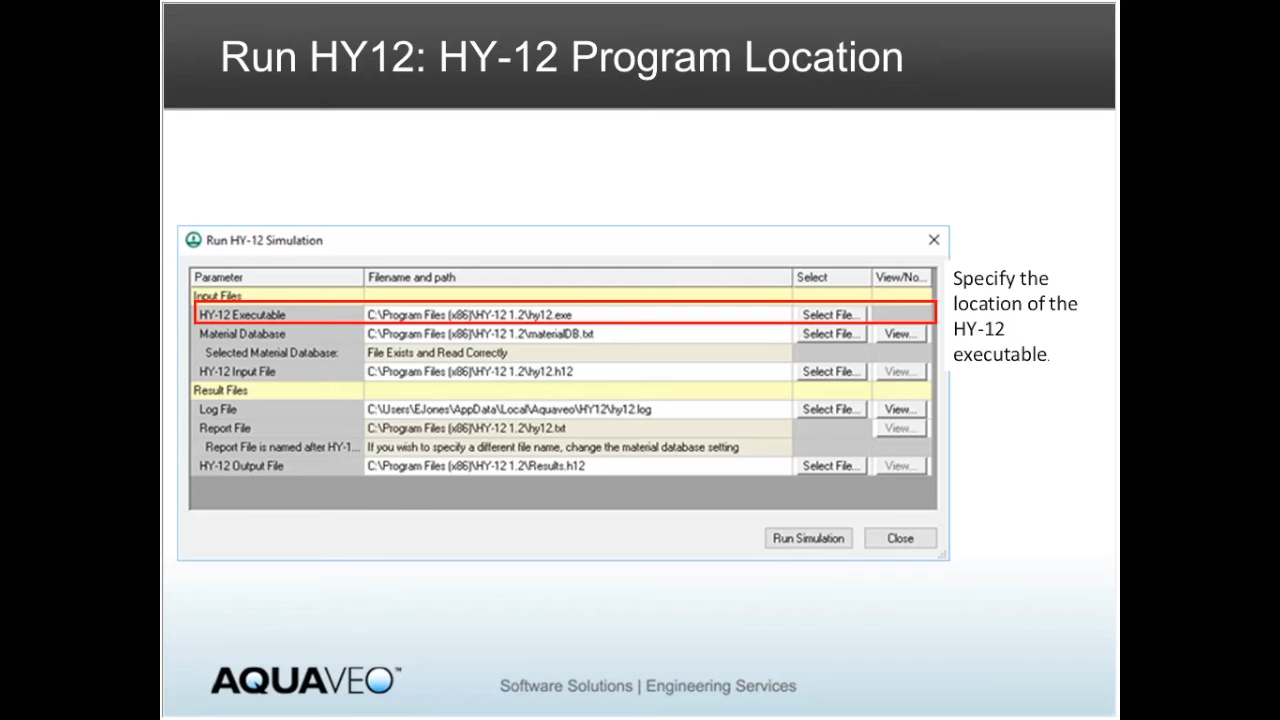 Run HY12: HY-12 Program Location
Run HY-12 Simulation
Parameter Filename and path Select View/No...
Input Files
HY-12 Executable C:\Program Files (x86)\HY-12 1.2\hy12.exe Select File...
Material Database C:\Program Files (x86)\HY-12 1.2\materialDB.txt Select File... View...
Selected Material Database: File Exists and Read Correctly
HY-12 Input File C:\Program Files (x86)\HY-12 1.2\hy12.h12 Select File... View...
Result Files
Log File C:\Users\EJones\AppData\Local\Aquaveo\HY12\hy12.log Select File... View...
Report File C:\Program Files (x86)\HY-12 1.2\hy12.txt View...
Report File is named after HY-1... If you wish to specify a different file name, change the material database setting
HY-12 Output File C:\Program Files (x86)\HY-12 1.2\Results.h12 Select File... View...
Run Simulation Close
Specify the
location of the
HY-12
executable.
AQUAVEO™
Software Solutions | Engineering Services